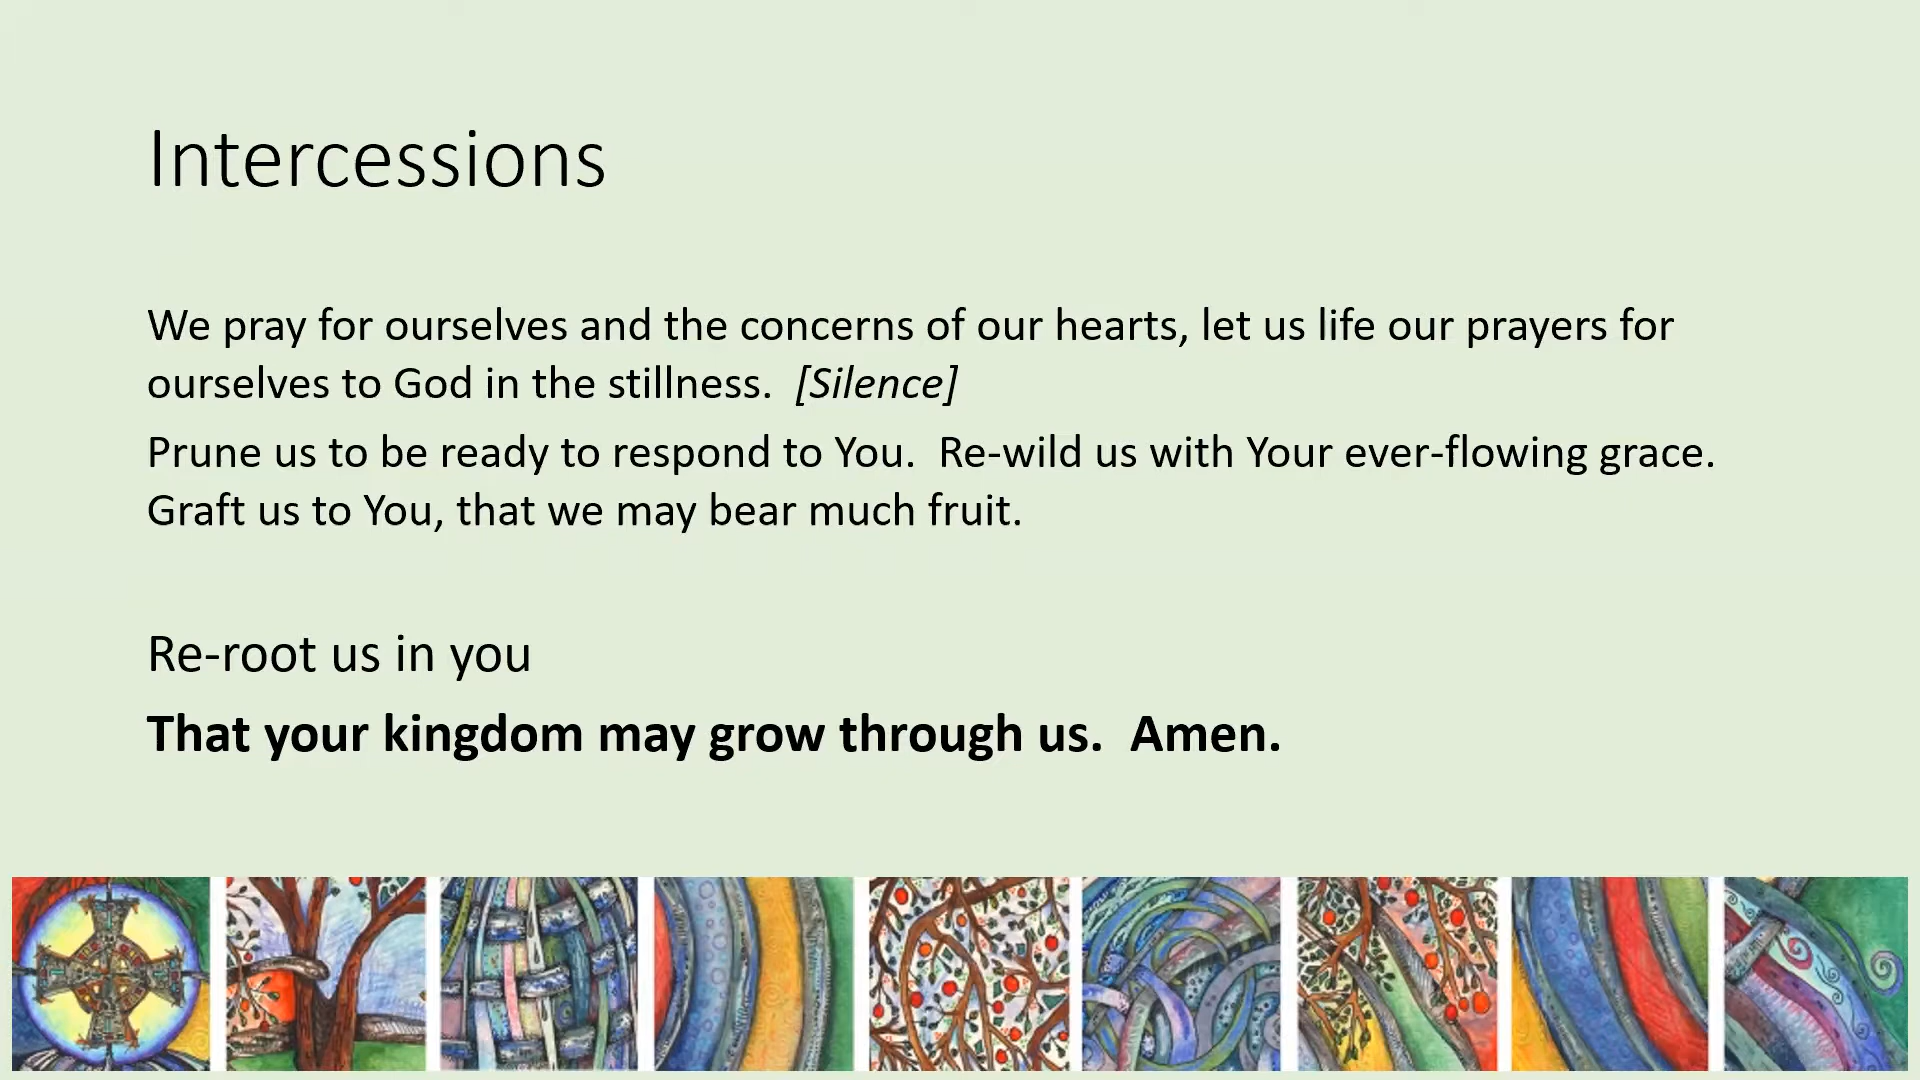 Intercessions
We pray for ourselves and the concerns of our hearts, let us life our prayers for
ourselves to God in the stillness.  [Silence]
Prune us to be ready to respond to You.  Re-wild us with Your ever-flowing grace.
Graft us to You, that we may bear much fruit.
Re-root us in you
That your kingdom may grow through us.  Amen.